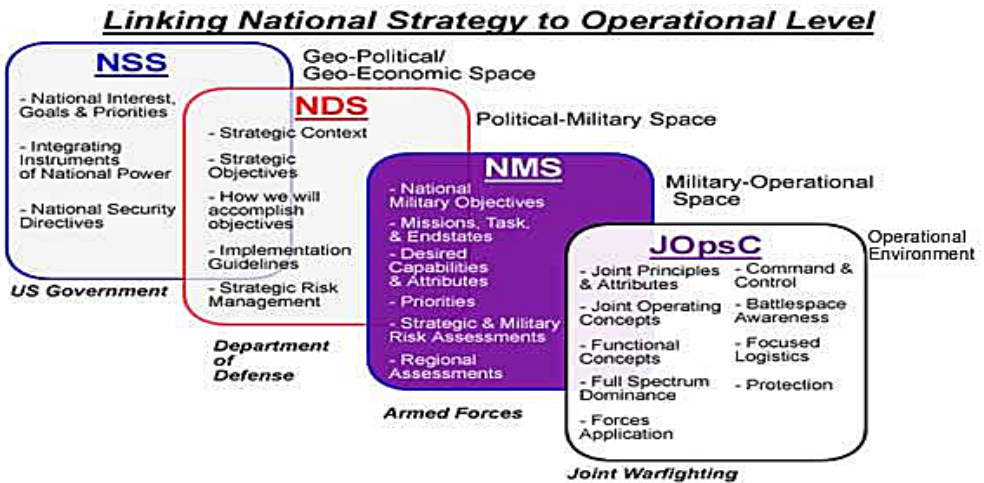 Linking National Strategy to Operational Level
NSS
- National Interest,
Goals & Priorities
- Integrating
Instruments
of National Power
- National Security
Directives
US Government
Geo-Political/
Geo-Economic Space
NDS
- Strategic Context
- Strategic
Objectives
- How we will
accomplish
objectives
- Implementation
Guidelines
- Strategic Risk
Management
Department
of
Defense
Political-Military Space
NMS
- National
Military Objectives
- Missions, Task,
& Endstates
- Desired
Capabilities
& Attributes
- Priorities
- Strategic & Military
Risk Assessments
- Regional
Assessments
Armed Forces
Military-Operational
Space
JOpsC
- Joint Principles
& Attributes
- Joint Operating
Concepts
- Functional
Concepts
- Full Spectrum
Dominance
- Forces
Application
- Command &
Control
- Battlespace
Awareness
- Focused
Logistics
- Protection
Joint Warfighting
Operational
Environment